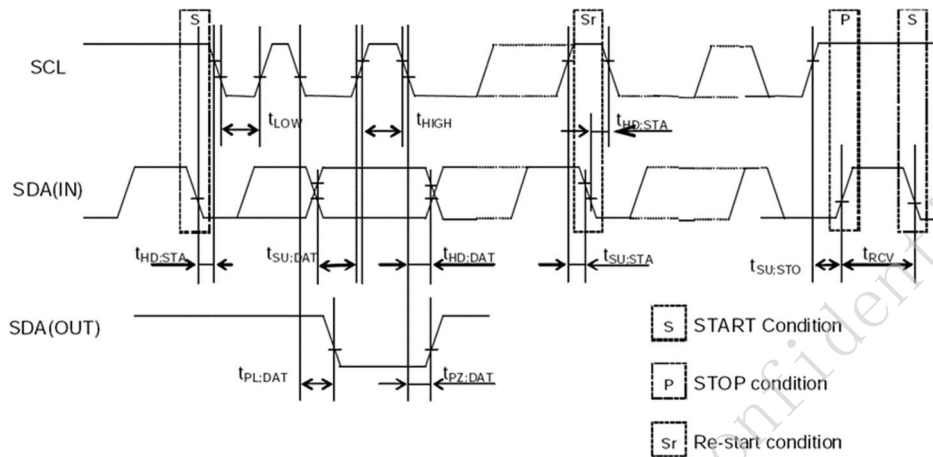 S Sr P S
SCL
tLOW tHIGH tHD;STA
SDA(IN)
tHD;STA tSU;DAT tHD;DAT tSU;STA tSU;STO tRCV
SDA(OUT)
S START Condition
tPL;DAT tPZ;DAT
P STOP condition
Sr Re-start condition
onfident